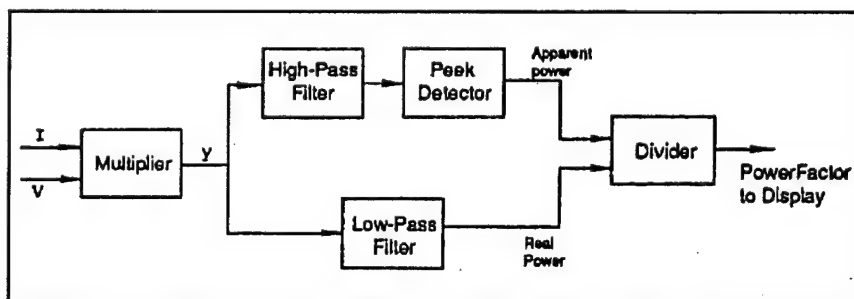 I
V
Multiplier
y
High-Pass
Filter
Peek
Detector
Apparent
power
Low-Pass
Filter
Real
Power
Divider
PowerFactor
to Display